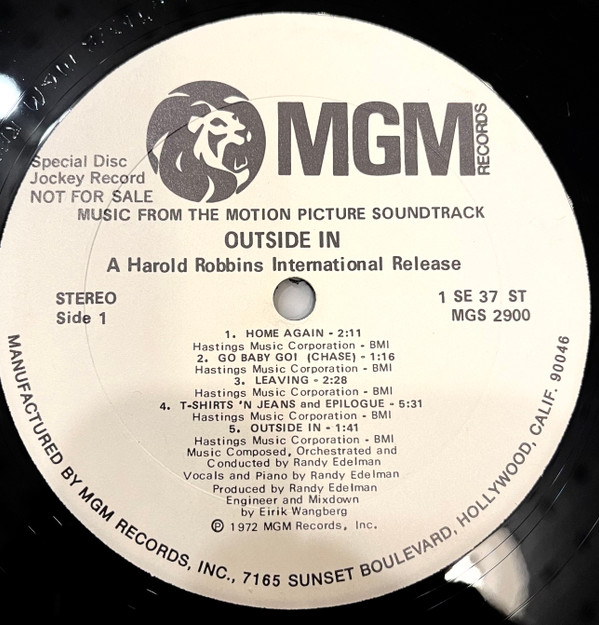 MGM RECORDS
Special Disc
Jockey Record
NOT FOR SALE
MUSIC FROM THE MOTION PICTURE SOUNDTRACK
OUTSIDE IN
A Harold Robbins International Release
STEREO
Side 1
1 SE 37 ST
MGS 2900
1. HOME AGAIN - 2:11
Hastings Music Corporation - BMI
2. GO BABY GO! (CHASE) - 1:16
Hastings Music Corporation - BMI
3. LEAVING - 2:28
Hastings Music Corporation - BMI
4. T-SHIRTS 'N JEANS and EPILOGUE - 5:31
Hastings Music Corporation - BMI
5. OUTSIDE IN - 1:41
Hastings Music Corporation - BMI
Music Composed, Orchestrated and
Conducted by Randy Edelman
Vocals and Piano by Randy Edelman
Produced by Randy Edelman
Engineer and Mixdown
by Eirik Wangberg
Ⓟ © 1972 MGM Records, Inc.
MANUFACTURED BY MGM RECORDS, INC., 7165 SUNSET BOULEVARD, HOLLYWOOD, CALIF. 90046